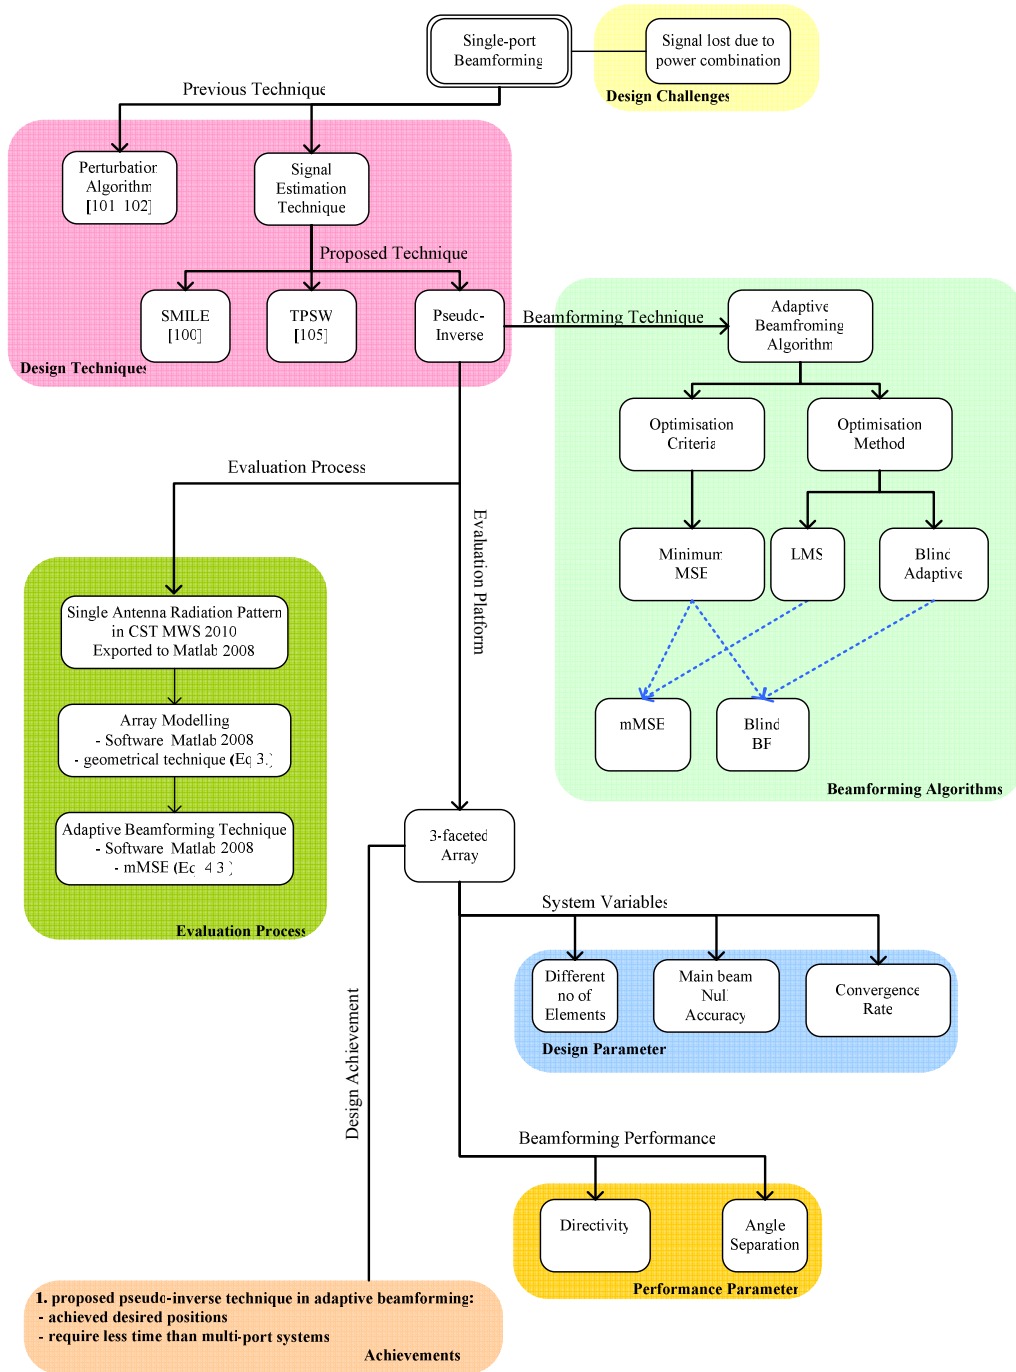 Single-port
Beamforming
Signal lost due to
power combination
Design Challenges
Previous Technique
Perturbation
Algorithm
[101 102]
Signal
Estimation
Technique
Proposed Technique
SMILE
[100]
TPSW
[105]
Pseudo-
Inverse
Design Techniques
Beamforming Technique
Adaptive
Beamfroming
Algorithm
Optimisation
Criteria
Optimisation
Method
Minimum
MSE
LMS
Blind
Adaptive
mMSE
Blind
BF
Beamforming Algorithms
Evaluation Process
Evaluation Platform
Single Antenna Radiation Pattern
in CST MWS 2010
Exported to Matlab 2008
Array Modelling
- Software Matlab 2008
- geometrical technique (Eq 3.)
Adaptive Beamforming Technique
- Software Matlab 2008
- mMSE (Eq. 4 3 )
Evaluation Process
3-faceted
Array
System Variables
Different
no of
Elements
Main beam
Null
Accuracy
Convergence
Rate
Design Parameter
Design Achievement
Beamforming Performance
Directivity
Angle
Separation
Performance Parameter
1. proposed pseudo-inverse technique in adaptive beamforming:
- achieved desired positions
- require less time than multi-port systems
Achievements